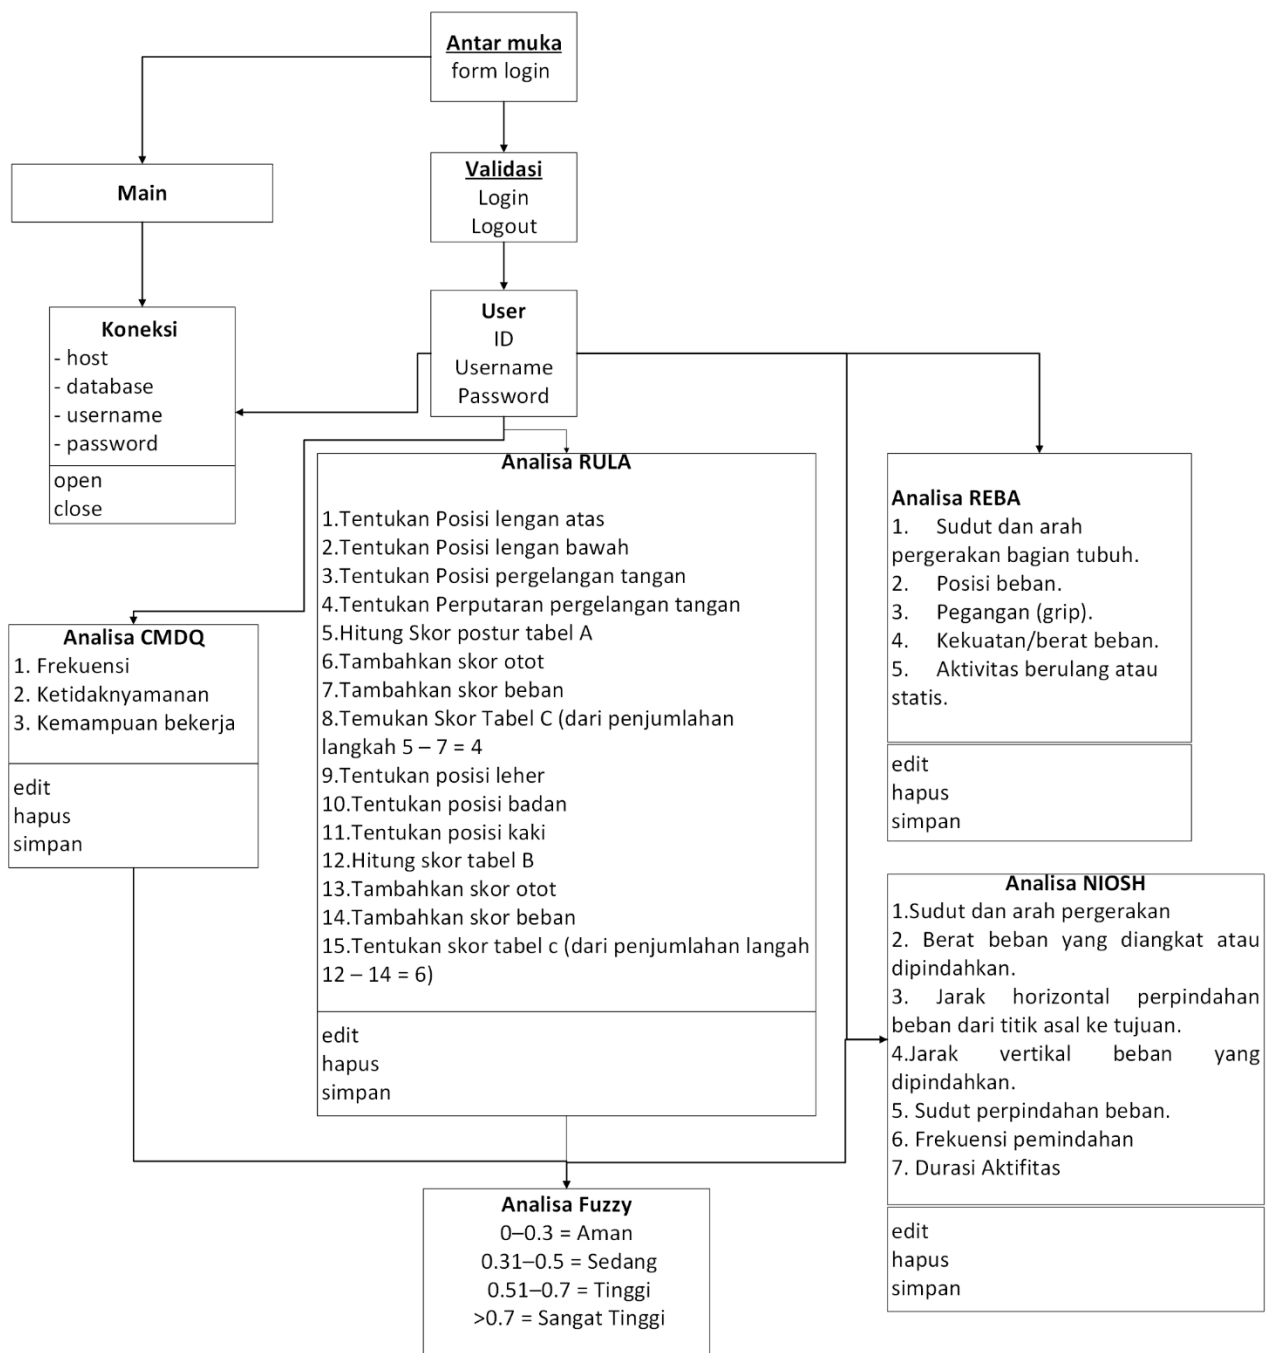 Antar muka
form login
Validasi
Login
Logout
Main
User
ID
Username
Password
Koneksi
- host
- database
- username
- password
open
close
Analisa RULA
1.Tentukan Posisi lengan atas
2.Tentukan Posisi lengan bawah
3.Tentukan Posisi pergelangan tangan
4.Tentukan Perputaran pergelangan tangan
5.Hitung Skor postur tabel A
6.Tambahkan skor otot
7.Tambahkan skor beban
8.Temukan Skor Tabel C (dari penjumlahan
langkah 5 – 7 = 4
9.Tentukan posisi leher
10.Tentukan posisi badan
11.Tentukan posisi kaki
12.Hitung skor tabel B
13.Tambahkan skor otot
14.Tambahkan skor beban
15.Tentukan skor tabel c (dari penjumlahan langah
12 – 14 = 6)
edit
hapus
simpan
Analisa REBA
1. Sudut dan arah
pergerakan bagian tubuh.
2. Posisi beban.
3. Pegangan (grip).
4. Kekuatan/berat beban.
5. Aktivitas berulang atau
statis.
edit
hapus
simpan
Analisa CMDQ
1. Frekuensi
2. Ketidaknyamanan
3. Kemampuan bekerja
edit
hapus
simpan
Analisa NIOSH
1.Sudut dan arah pergerakan
2. Berat beban yang diangkat atau
dipindahkan.
3. Jarak horizontal perpindahan
beban dari titik asal ke tujuan.
4.Jarak vertikal beban yang
dipindahkan.
5. Sudut perpindahan beban.
6. Frekuensi pemindahan
7. Durasi Aktifitas
edit
hapus
simpan
Analisa Fuzzy
0–0.3 = Aman
0.31–0.5 = Sedang
0.51–0.7 = Tinggi
>0.7 = Sangat Tinggi